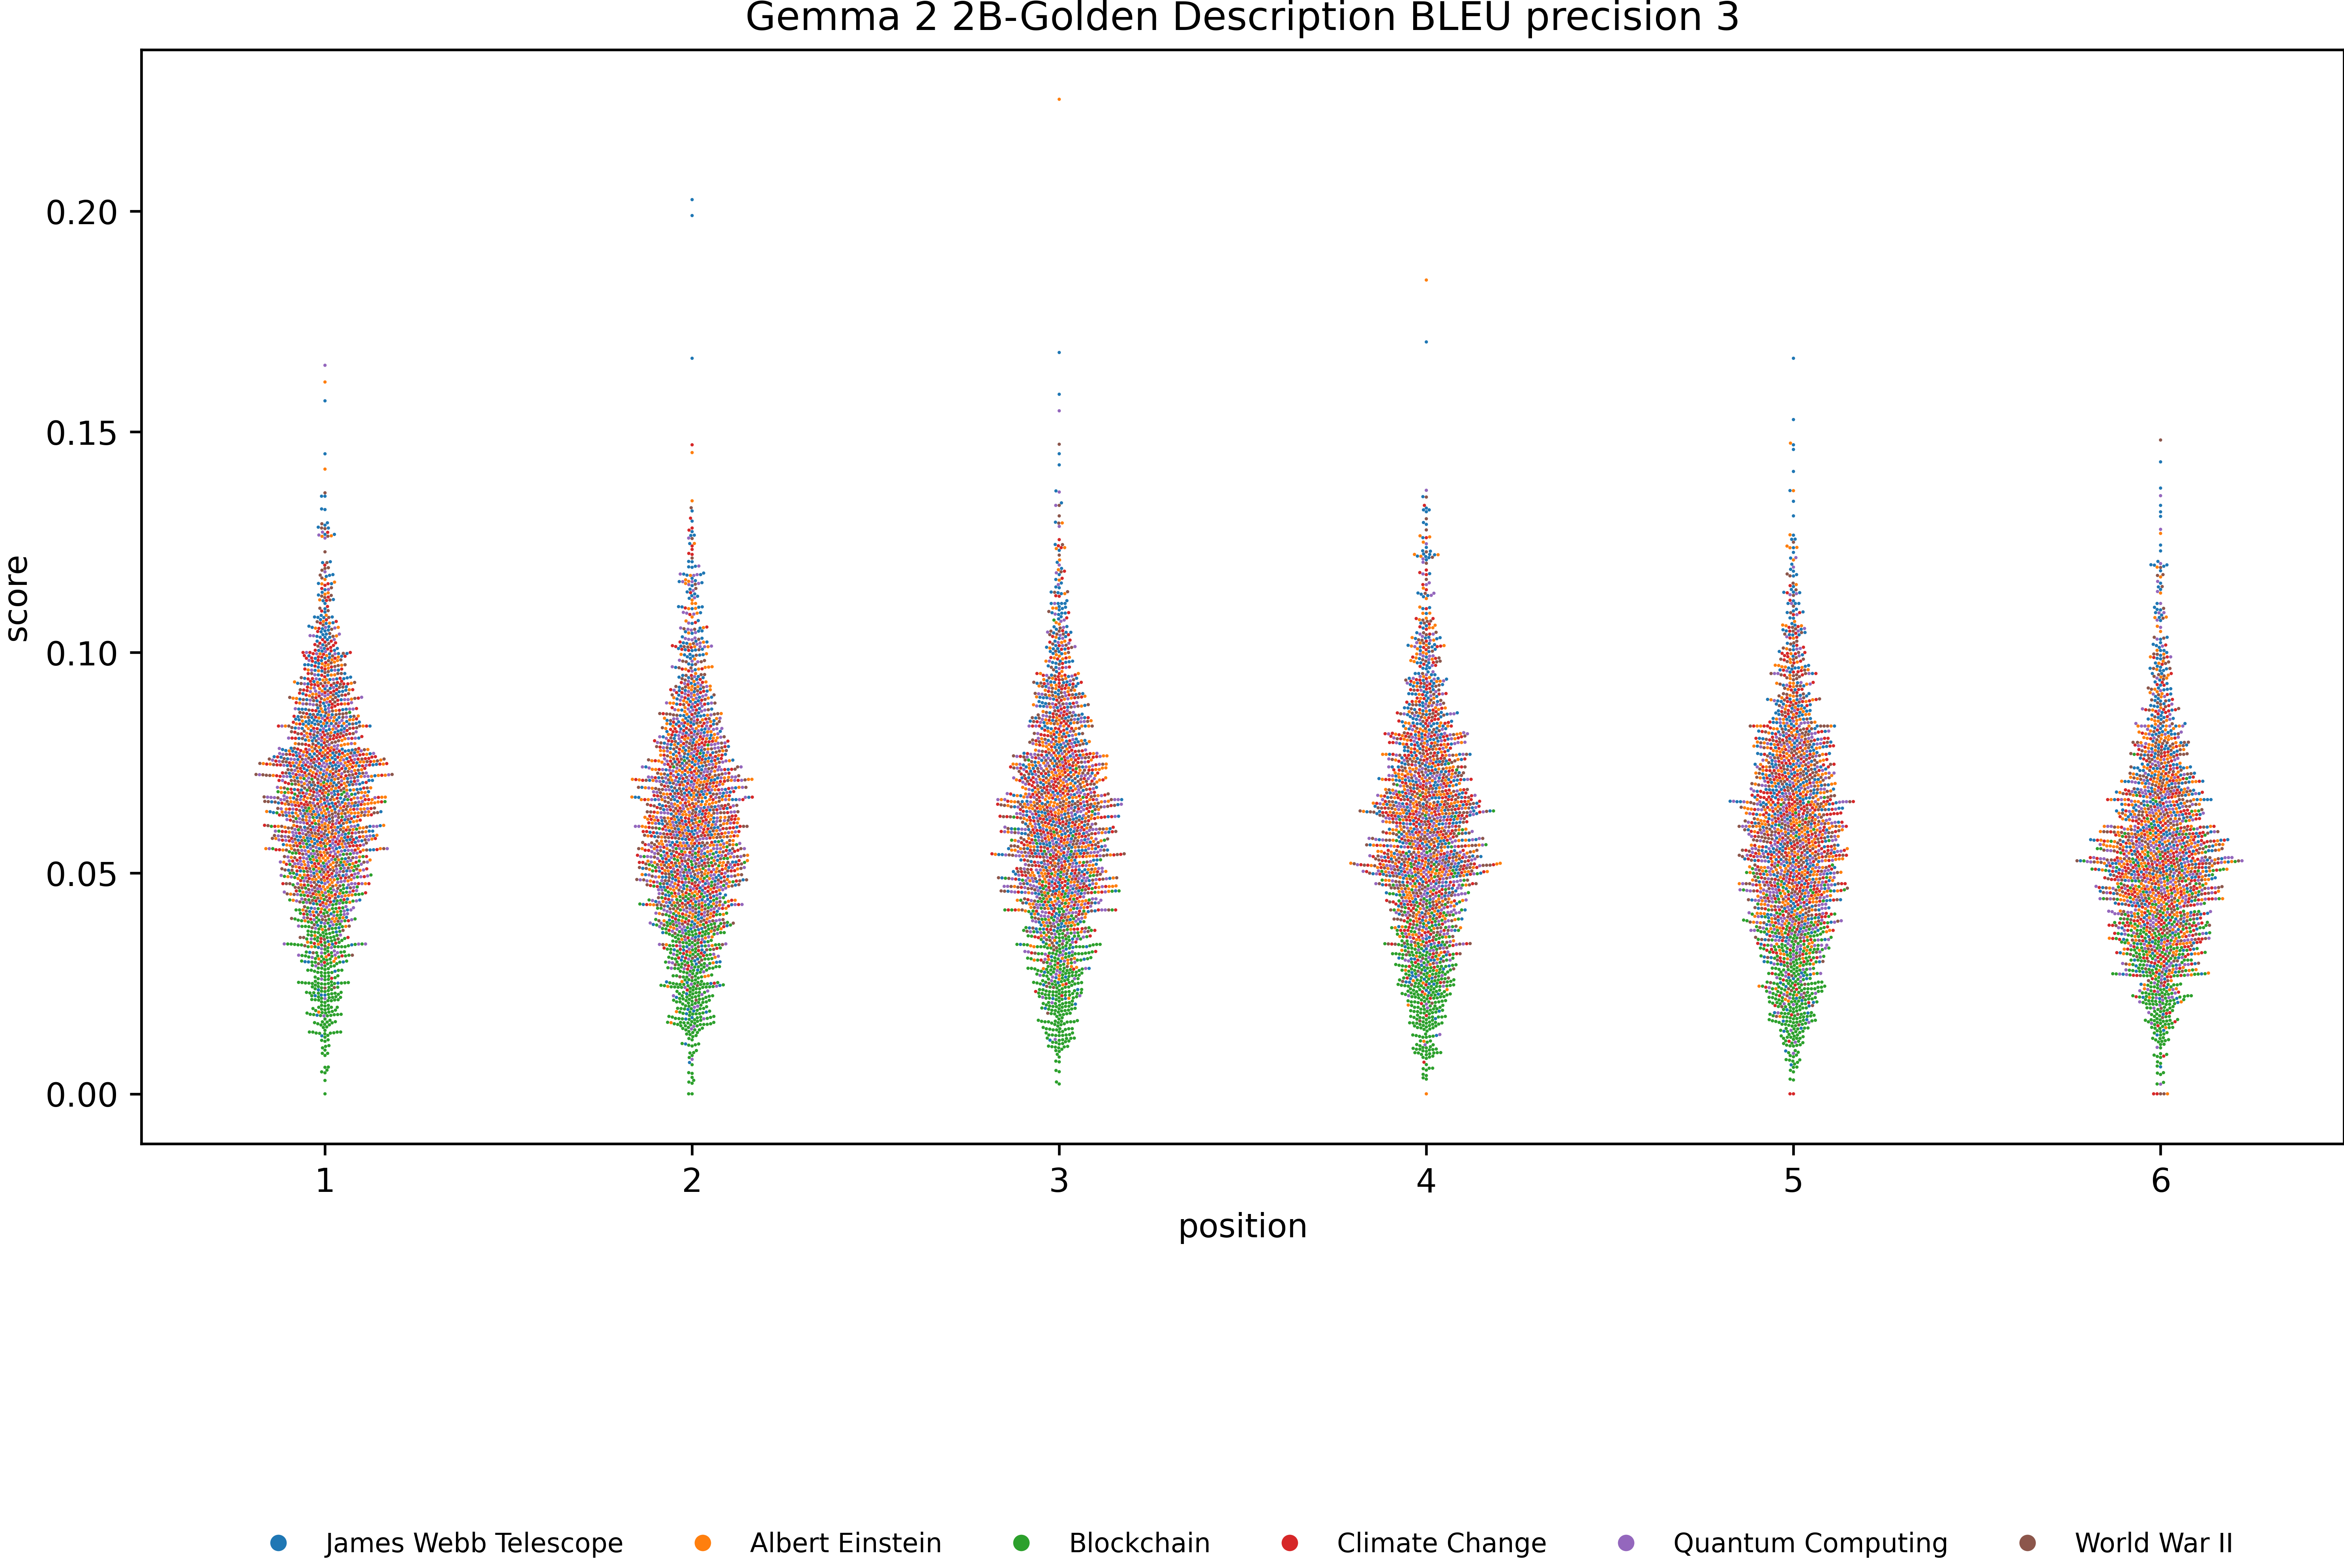 Gemma 2 2B-Golden Description BLEU precision 3
score
0.20
0.15
0.10
0.05
0.00
1 2 3 4 5 6
position
James Webb Telescope Albert Einstein Blockchain Climate Change Quantum Computing World War II